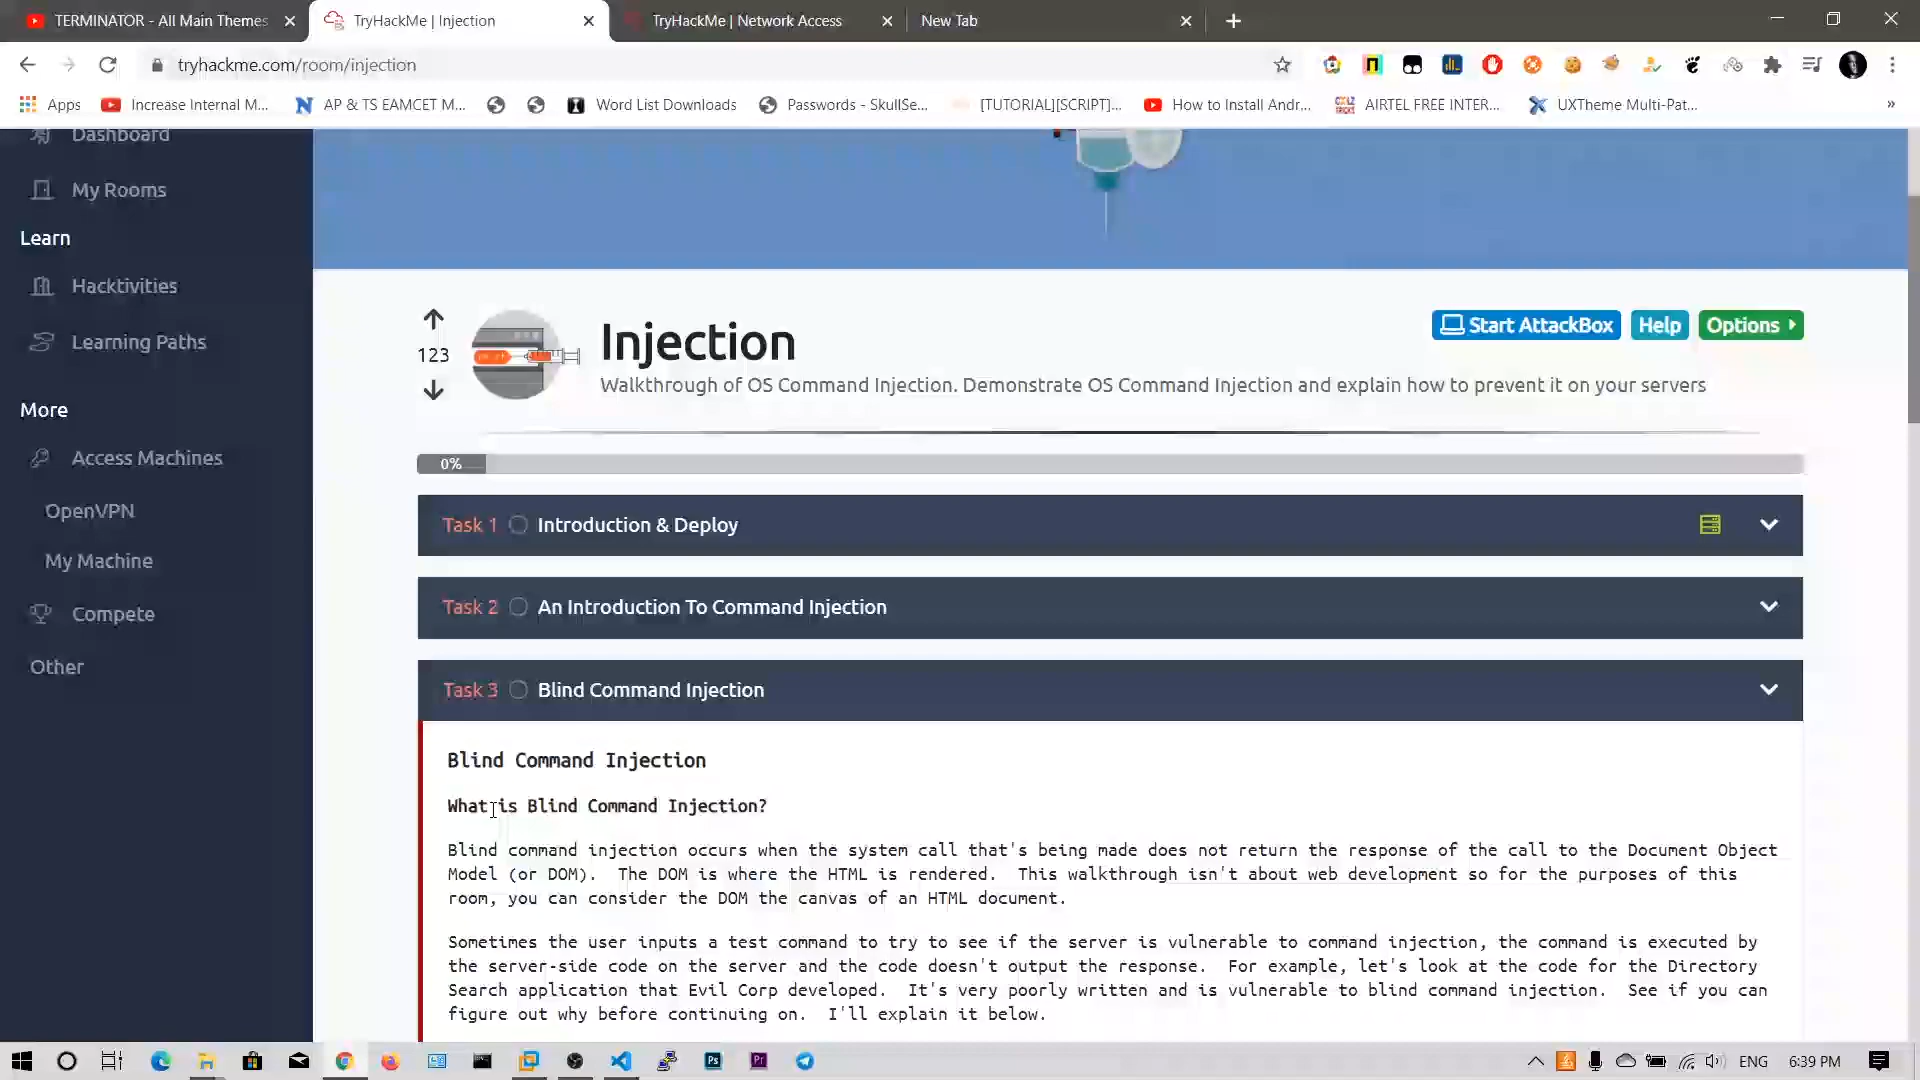 TERMINATOR - All Main Themes
TryHackMe | Injection
TryHackMe | Network Access
New Tab
tryhackme.com/room/injection
Apps
Increase Internal M...
AP & TS EAMCET M...
Word List Downloads
Passwords - SkullSe...
[TUTORIAL][SCRIPT]...
How to Install Andr...
AIRTEL FREE INTER...
UXTheme Multi-Pat...
»
Dashboard
My Rooms
Learn
Hacktivities
Learning Paths
More
Access Machines
OpenVPN
My Machine
Compete
Other
123
Injection
Start AttackBox
Help
Options
Walkthrough of OS Command Injection. Demonstrate OS Command Injection and explain how to prevent it on your servers
0%
Task 1 Introduction & Deploy
Task 2 An Introduction To Command Injection
Task 3 Blind Command Injection
Blind Command Injection
What is Blind Command Injection?
Blind command injection occurs when the system call that's being made does not return the response of the call to the Document Object
Model (or DOM). The DOM is where the HTML is rendered. This walkthrough isn't about web development so for the purposes of this
room, you can consider the DOM the canvas of an HTML document.
Sometimes the user inputs a test command to try to see if the server is vulnerable to command injection, the command is executed by
the server-side code on the server and the code doesn't output the response. For example, let's look at the code for the Directory
Search application that Evil Corp developed. It's very poorly written and is vulnerable to blind command injection. See if you can
figure out why before continuing on. I'll explain it below.
Ps
Pr
ENG
6:39 PM